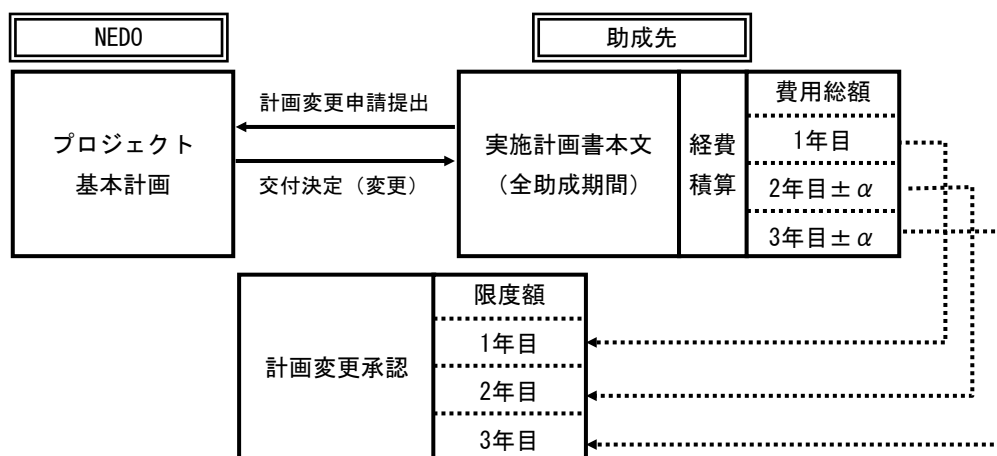 NEDO
助成先
計画変更申請提出
交付決定（変更）
プロジェクト
基本計画
実施計画書本文
（全助成期間）
経費
積算
費用総額
1年目
2年目±α
3年目±α
計画変更承認
限度額
1年目
2年目
3年目